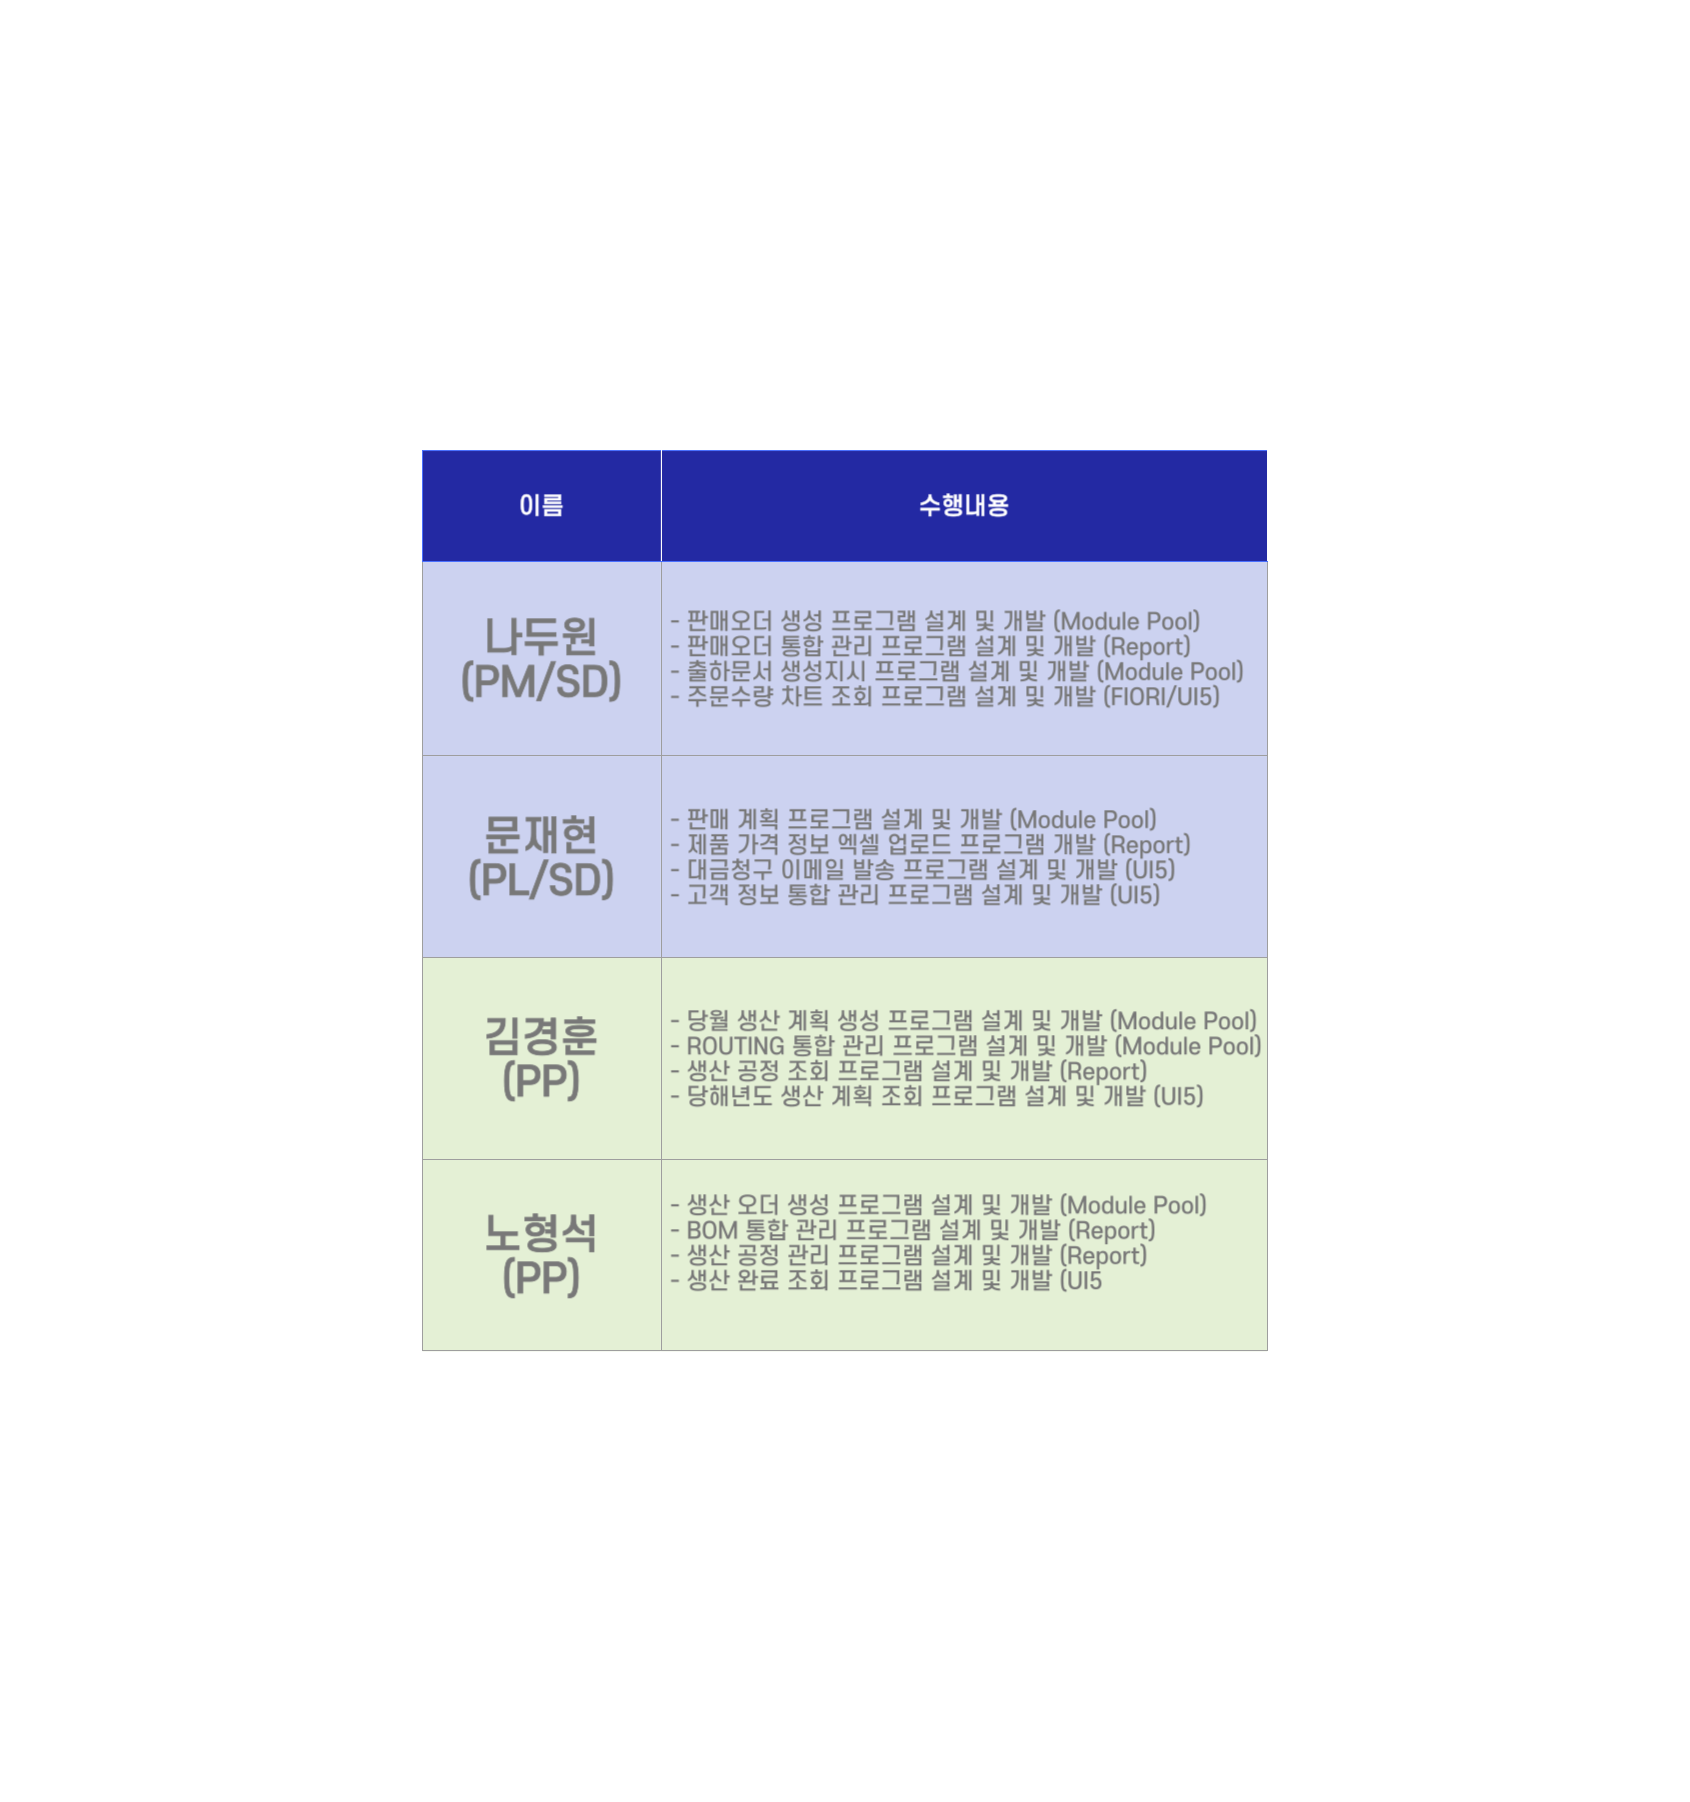 이름
수행내용
나두원
(PM/SD)
- 판매오더 생성 프로그램 설계 및 개발 (Module Pool)
- 판매오더 통합 관리 프로그램 설계 및 개발 (Report)
- 출하문서 생성지시 프로그램 설계 및 개발 (Module Pool)
- 주문수량 차트 조회 프로그램 설계 및 개발 (FIORI/UI5)
문재현
(PL/SD)
- 판매 계획 프로그램 설계 및 개발 (Module Pool)
- 제품 가격 정보 엑셀 업로드 프로그램 개발 (Report)
- 대금청구 이메일 발송 프로그램 설계 및 개발 (UI5)
- 고객 정보 통합 관리 프로그램 설계 및 개발 (UI5)
김경훈
(PP)
- 당월 생산 계획 생성 프로그램 설계 및 개발 (Module Pool)
- ROUTING 통합 관리 프로그램 설계 및 개발 (Module Pool)
- 생산 공정 조회 프로그램 설계 및 개발 (Report)
- 당해년도 생산 계획 조회 프로그램 설계 및 개발 (UI5)
노형석
(PP)
- 생산 오더 생성 프로그램 설계 및 개발 (Module Pool)
- BOM 통합 관리 프로그램 설계 및 개발 (Report)
- 생산 공정 관리 프로그램 설계 및 개발 (Report)
- 생산 완료 조회 프로그램 설계 및 개발 (UI5